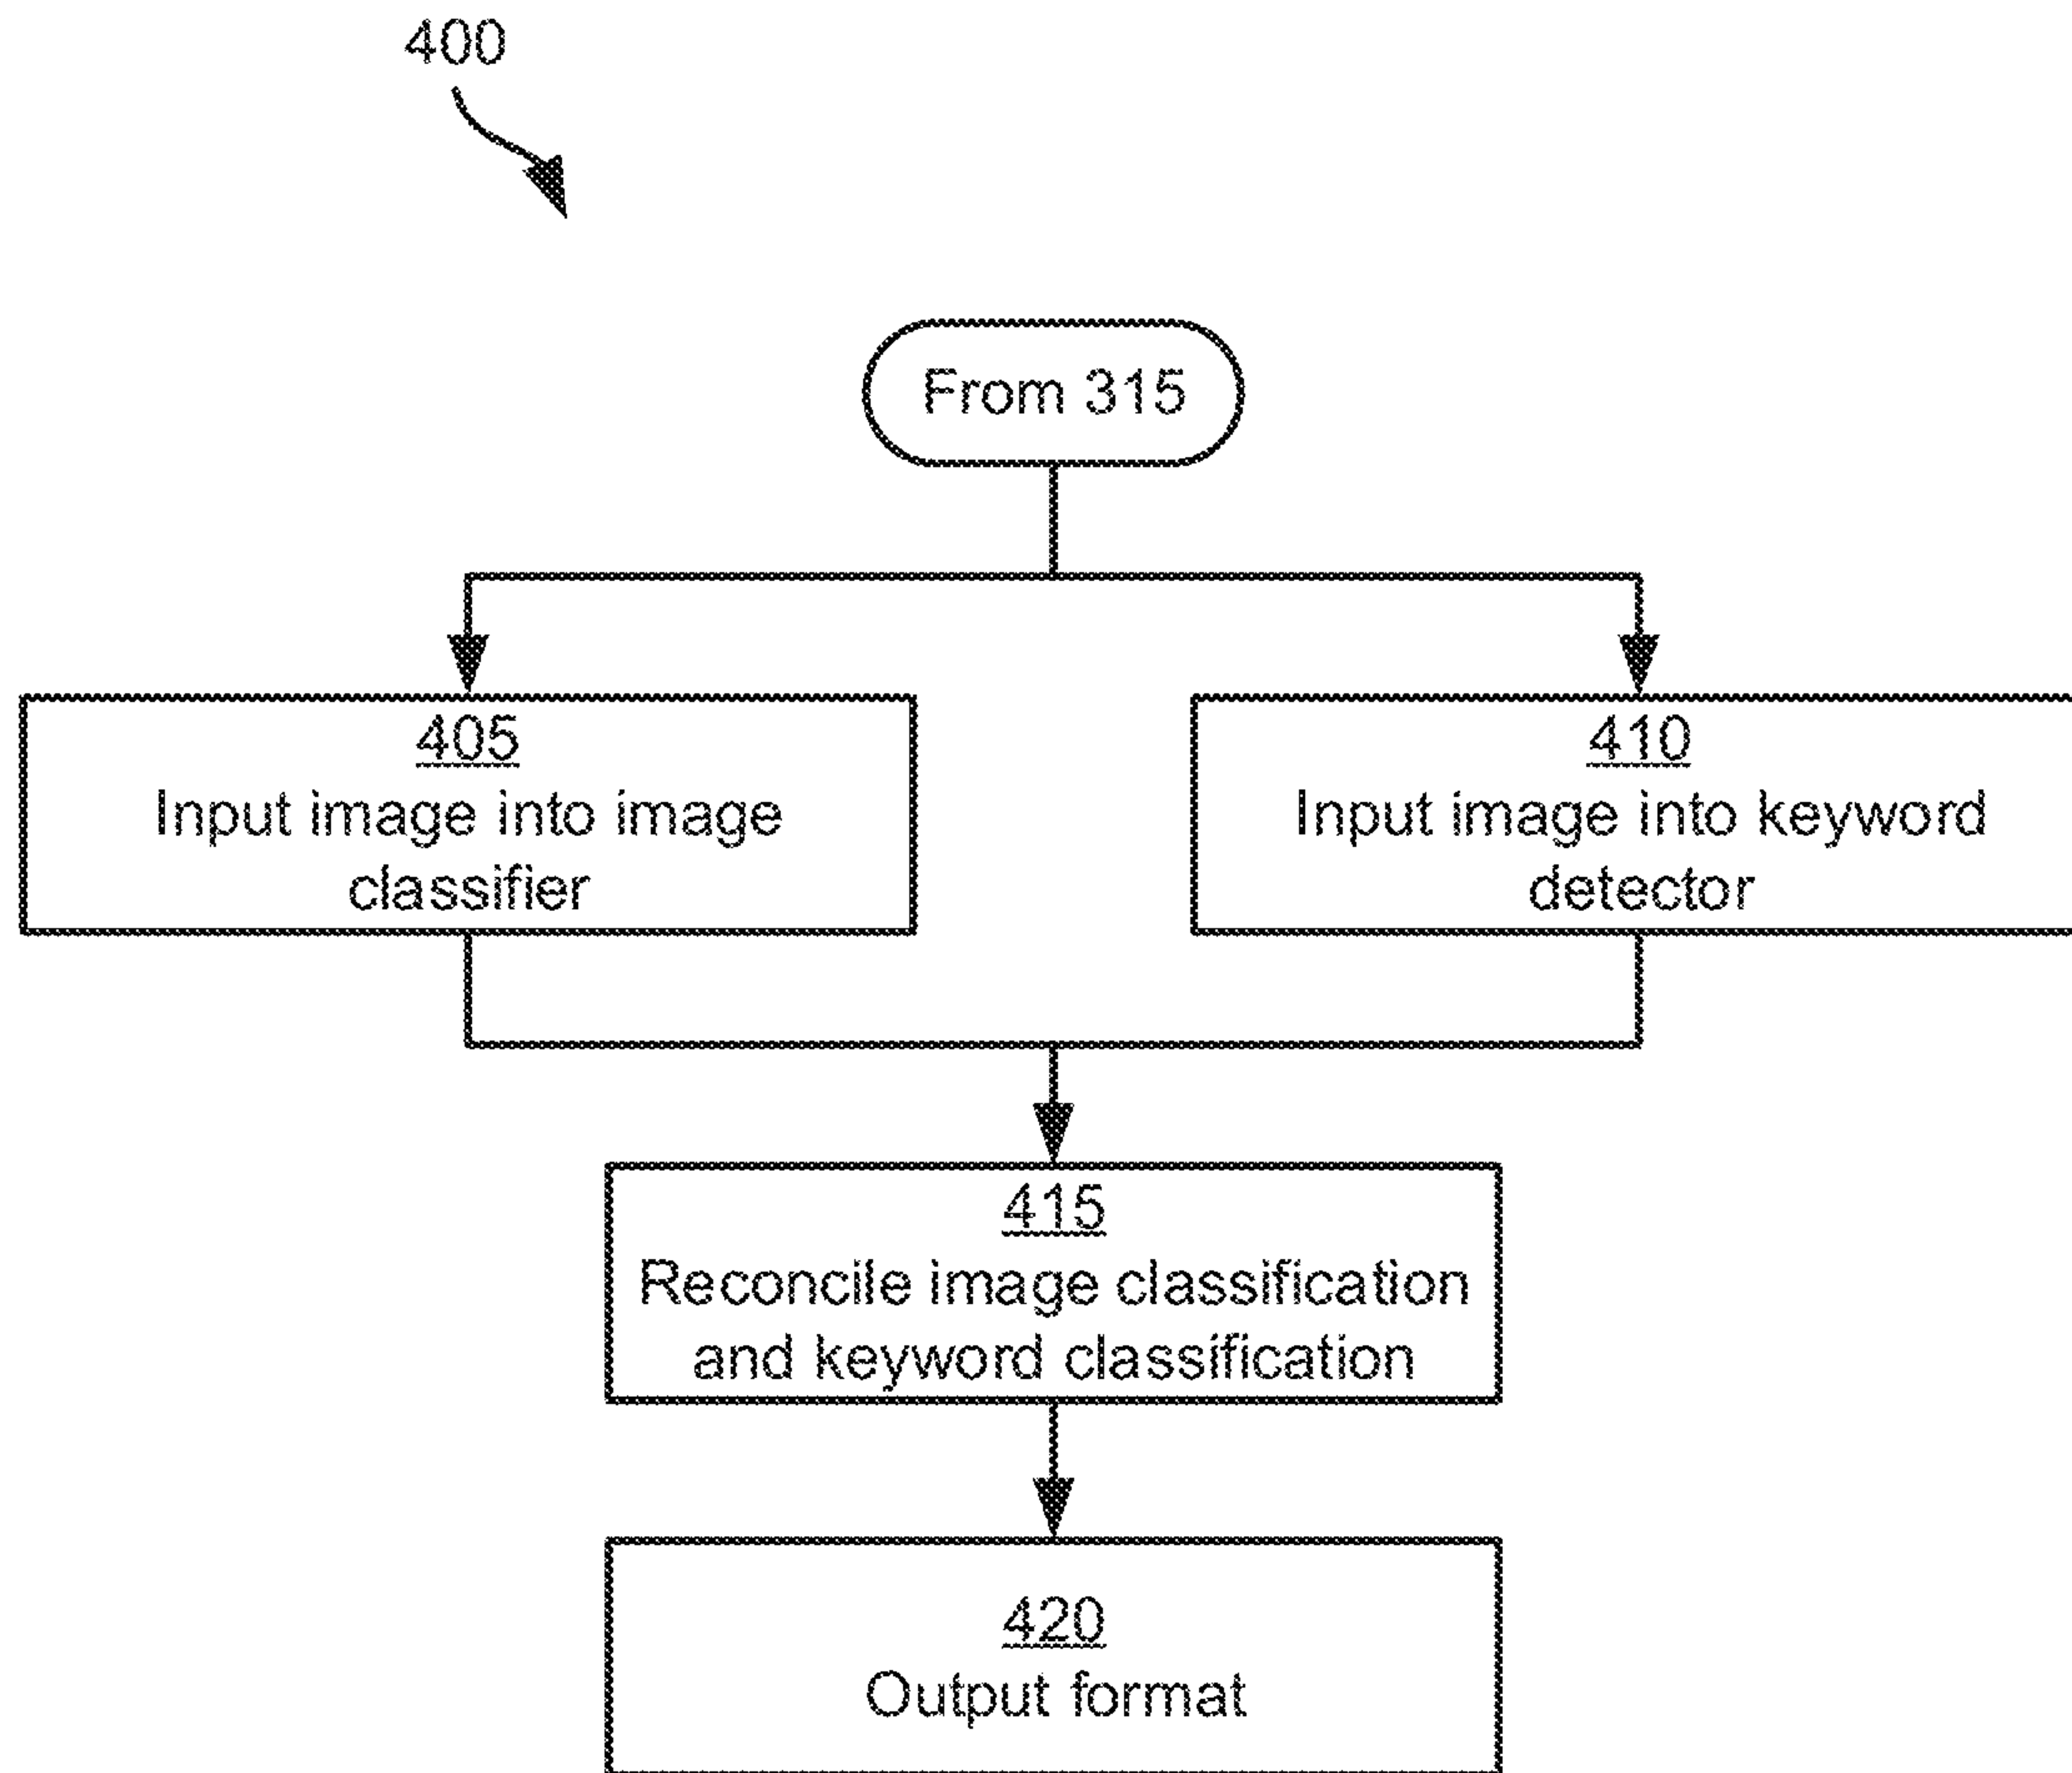 400
From 315
405
Input image into image
classifier
410
Input image into keyword
detector
415
Reconcile image classification
and keyword classification
420
Output format